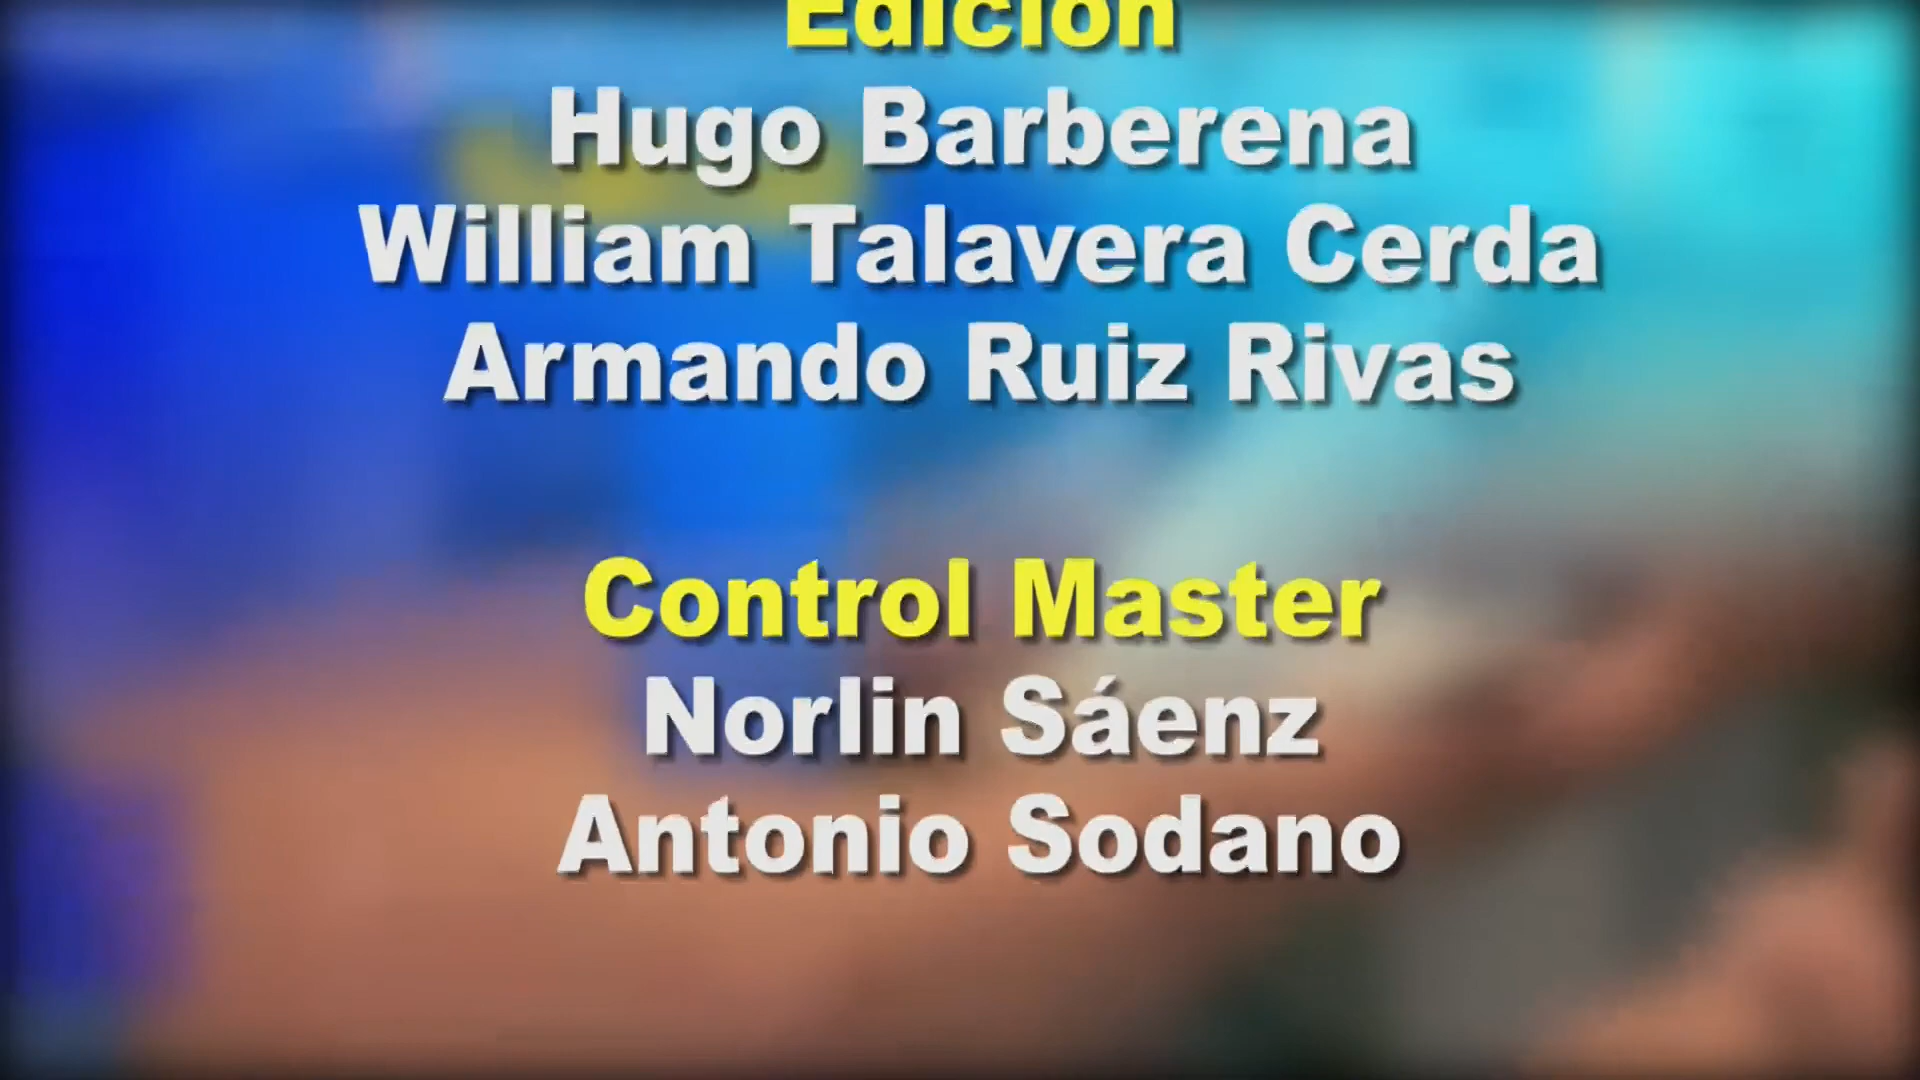 Edición
Hugo Barberena
William Talavera Cerda
Armando Ruiz Rivas
Control Master
Norlin Sáenz
Antonio Sodano